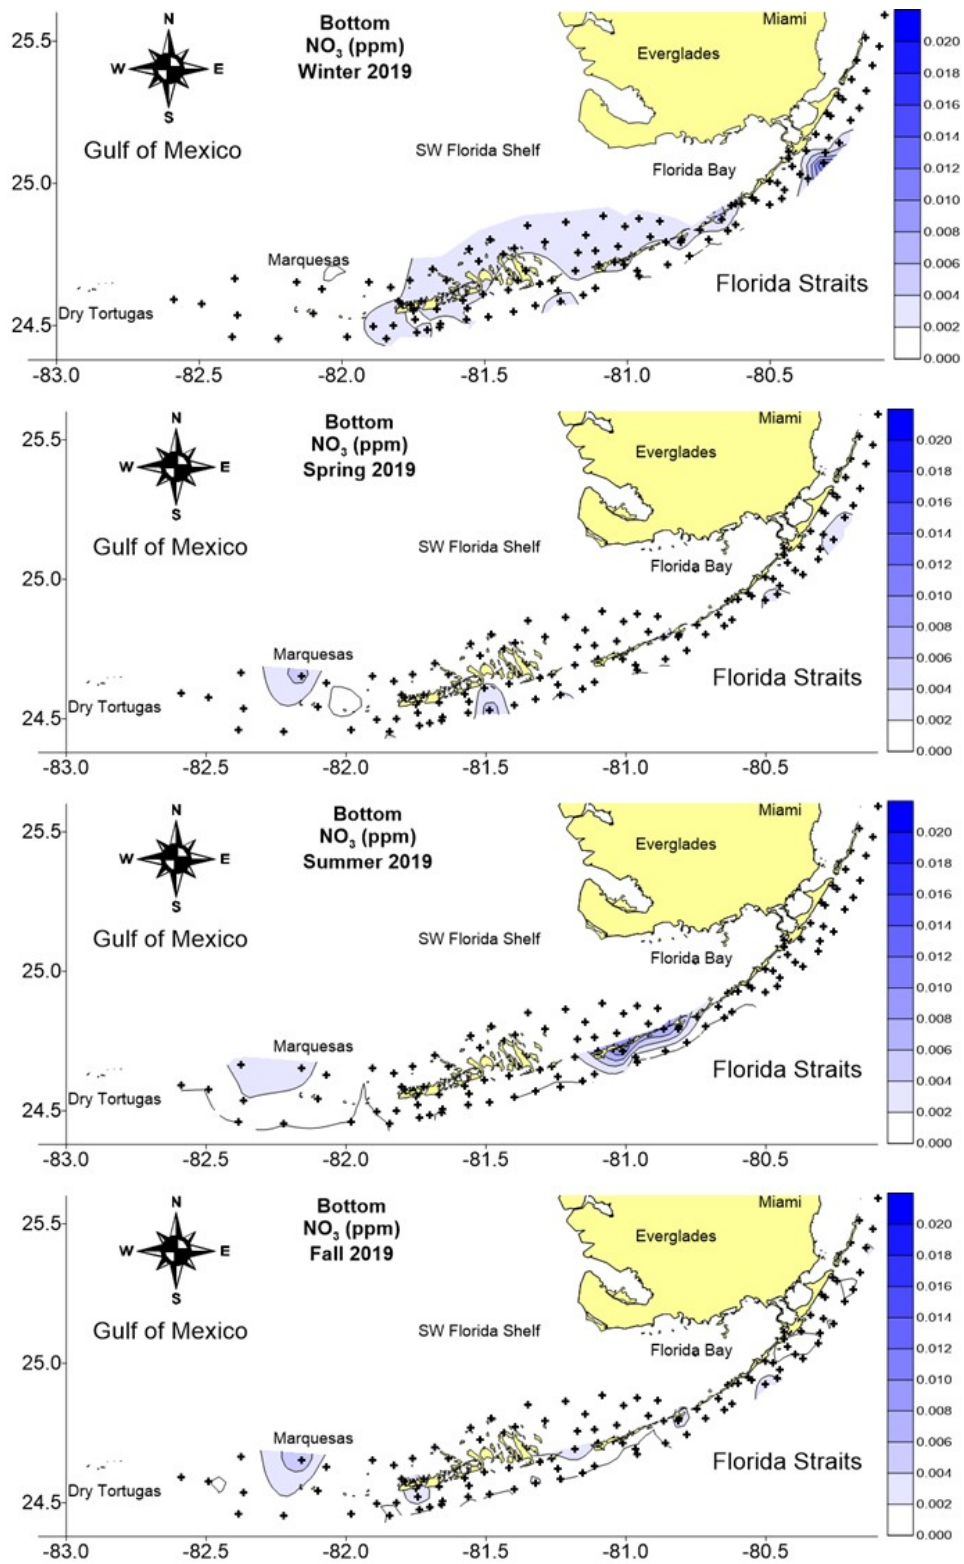 N
W E
S
Bottom
NO₃ (ppm)
Winter 2019
Miami
Everglades
Gulf of Mexico
SW Florida Shelf
Florida Bay
Marquesas
Dry Tortugas
Florida Straits
25.5
25.0
24.5
-83.0 -82.5 -82.0 -81.5 -81.0 -80.5
0.020
0.018
0.016
0.014
0.012
0.010
0.008
0.006
0.004
0.002
0.000
N
W E
S
Bottom
NO₃ (ppm)
Spring 2019
Miami
Everglades
Gulf of Mexico
SW Florida Shelf
Florida Bay
Marquesas
Dry Tortugas
Florida Straits
25.5
25.0
24.5
-83.0 -82.5 -82.0 -81.5 -81.0 -80.5
0.020
0.018
0.016
0.014
0.012
0.010
0.008
0.006
0.004
0.002
0.000
N
W E
S
Bottom
NO₃ (ppm)
Summer 2019
Miami
Everglades
Gulf of Mexico
SW Florida Shelf
Florida Bay
Marquesas
Dry Tortugas
Florida Straits
25.5
25.0
24.5
-83.0 -82.5 -82.0 -81.5 -81.0 -80.5
0.020
0.018
0.016
0.014
0.012
0.010
0.008
0.006
0.004
0.002
0.000
N
W E
S
Bottom
NO₃ (ppm)
Fall 2019
Miami
Everglades
Gulf of Mexico
SW Florida Shelf
Florida Bay
Marquesas
Dry Tortugas
Florida Straits
25.5
25.0
24.5
-83.0 -82.5 -82.0 -81.5 -81.0 -80.5
0.020
0.018
0.016
0.014
0.012
0.010
0.008
0.006
0.004
0.002
0.000